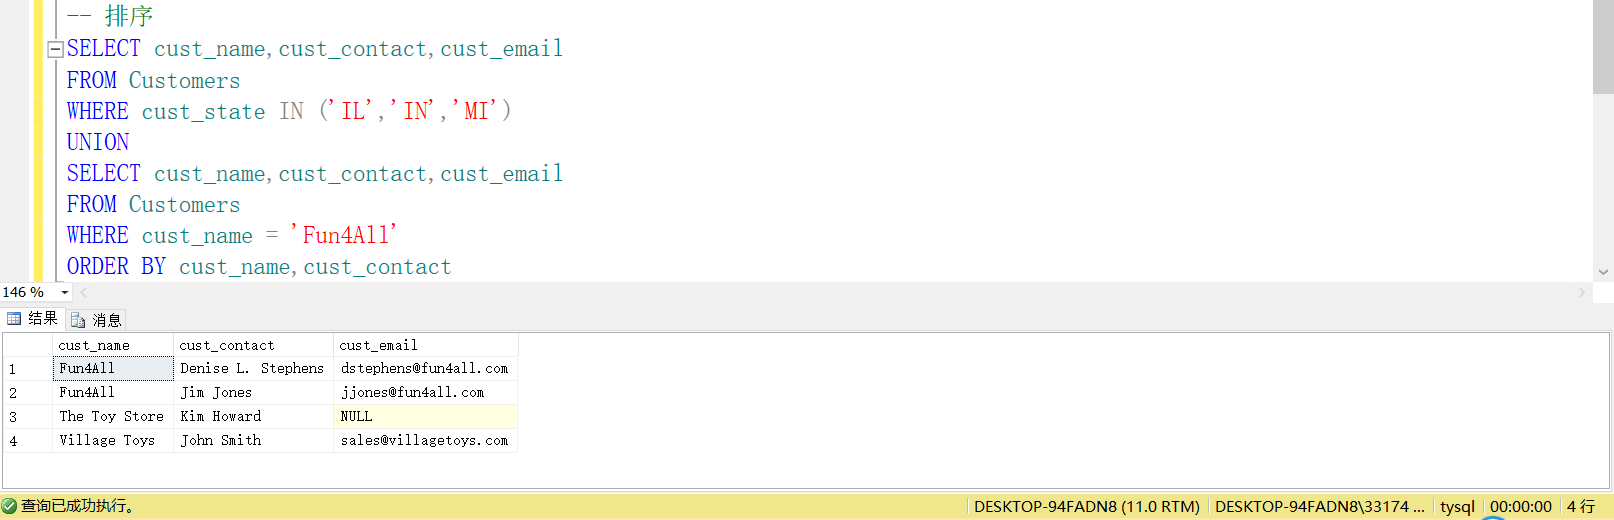 -- 排序
SELECT cust_name,cust_contact,cust_email
FROM Customers
WHERE cust_state IN ('IL','IN','MI')
UNION
SELECT cust_name,cust_contact,cust_email
FROM Customers
WHERE cust_name = 'Fun4All'
ORDER BY cust_name,cust_contact
146 %
结果 消息
cust_name cust_contact cust_email
1 Fun4All Denise L. Stephens dstephens@fun4all.com
2 Fun4All Jim Jones jjones@fun4all.com
3 The Toy Store Kim Howard NULL
4 Village Toys John Smith sales@villagetoys.com
查询已成功执行。 DESKTOP-94FADN8 (11.0 RTM) DESKTOP-94FADN8\33174 ... tysql 00:00:00 4 行